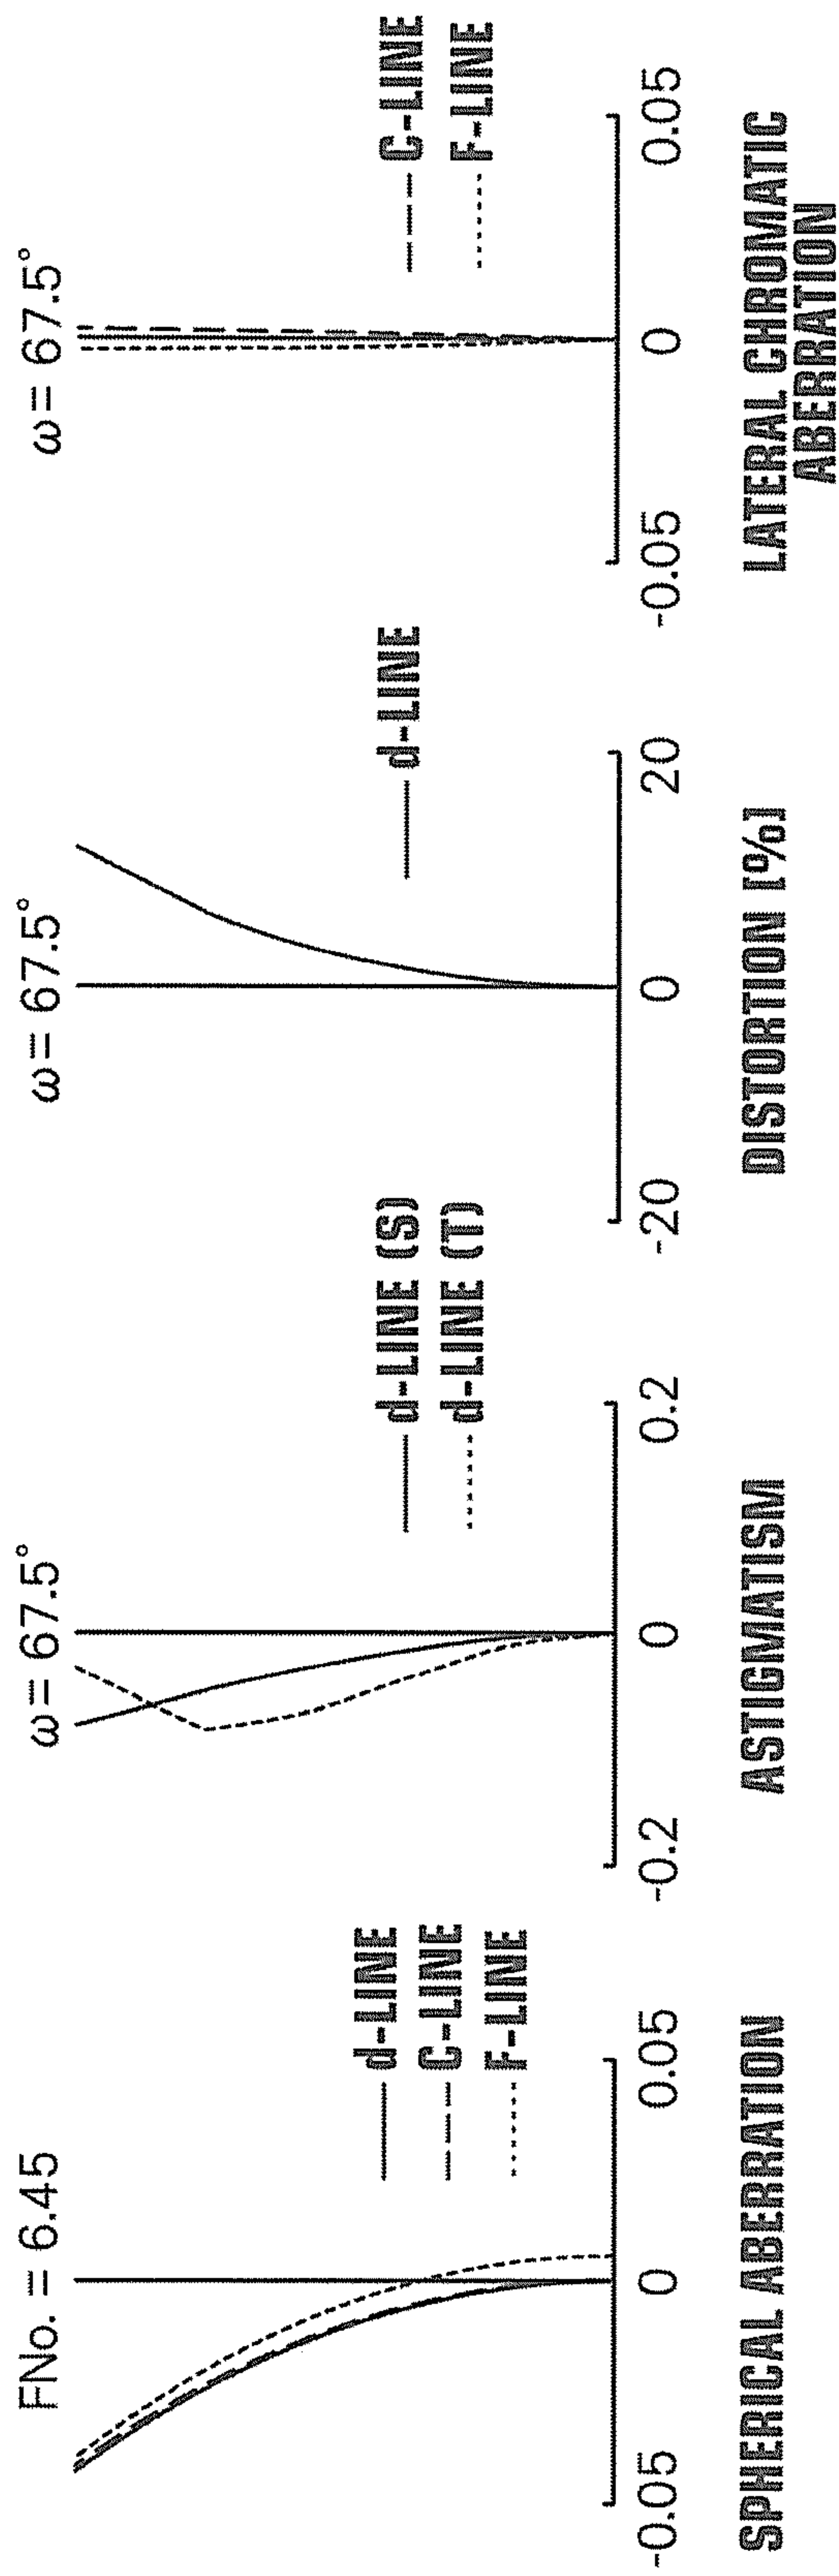 FNo. = 6.45
d-LINE
C-LINE
F-LINE
-0.05
0
0.05
SPHERICAL ABERRATION
ω= 67.5°
d-LINE (S)
d-LINE (T)
-0.2
0
0.2
ASTIGMATISM
ω= 67.5°
d-LINE
-20
0
20
DISTORTION [%]
ω= 67.5°
C-LINE
F-LINE
-0.05
0
0.05
LATERAL CHROMATIC
ABERRATION